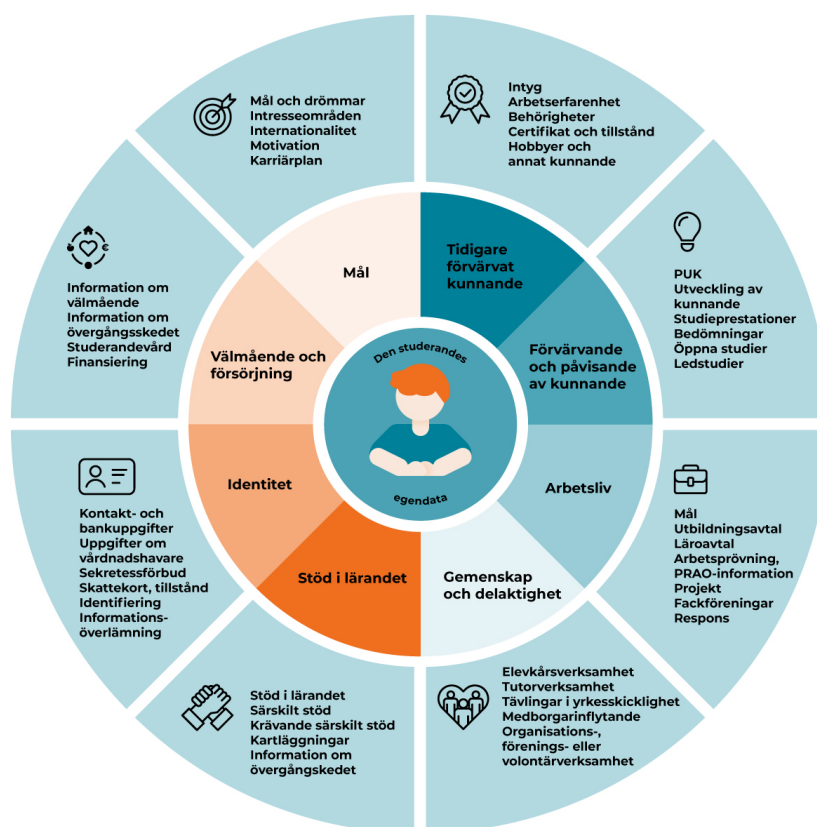 Mål och drömmar
Intresseområden
Internationalitet
Motivation
Karriärplan
Intyg
Arbetserfarenhet
Behörigheter
Certifikat och tillstånd
Hobbyer och
annat kunnande
Information om
välmående
Information om
övergångsskedet
Studerandevård
Finansiering
PUK
Utveckling av
kunnande
Studieprestationer
Bedömningar
Öppna studier
Ledstudier
Mål
Tidigare
förvärvat
kunnande
Välmående och
försörjning
Förvärvande
och påvisande
av kunnande
Den studerandes
egendata
Identitet
Arbetsliv
Stöd i lärandet
Gemenskap
och delaktighet
Kontakt- och
bankuppgifter
Uppgifter om
vårdnadshavare
Sekretessförbud
Skattekort, tillstånd
Identifiering
Informations-
överlämning
Mål
Utbildningsavtal
Läroavtal
Arbetsprövning,
PRAO-information
Projekt
Fackföreningar
Respons
Stöd i lärandet
Särskilt stöd
Krävande särskilt stöd
Kartläggningar
Information om
övergångskedet
Elevkårsverksamhet
Tutorverksamhet
Tävlingar i yrkesskicklighet
Medborgarinflytande
Organisations-,
förenings- eller
volontärverksamhet